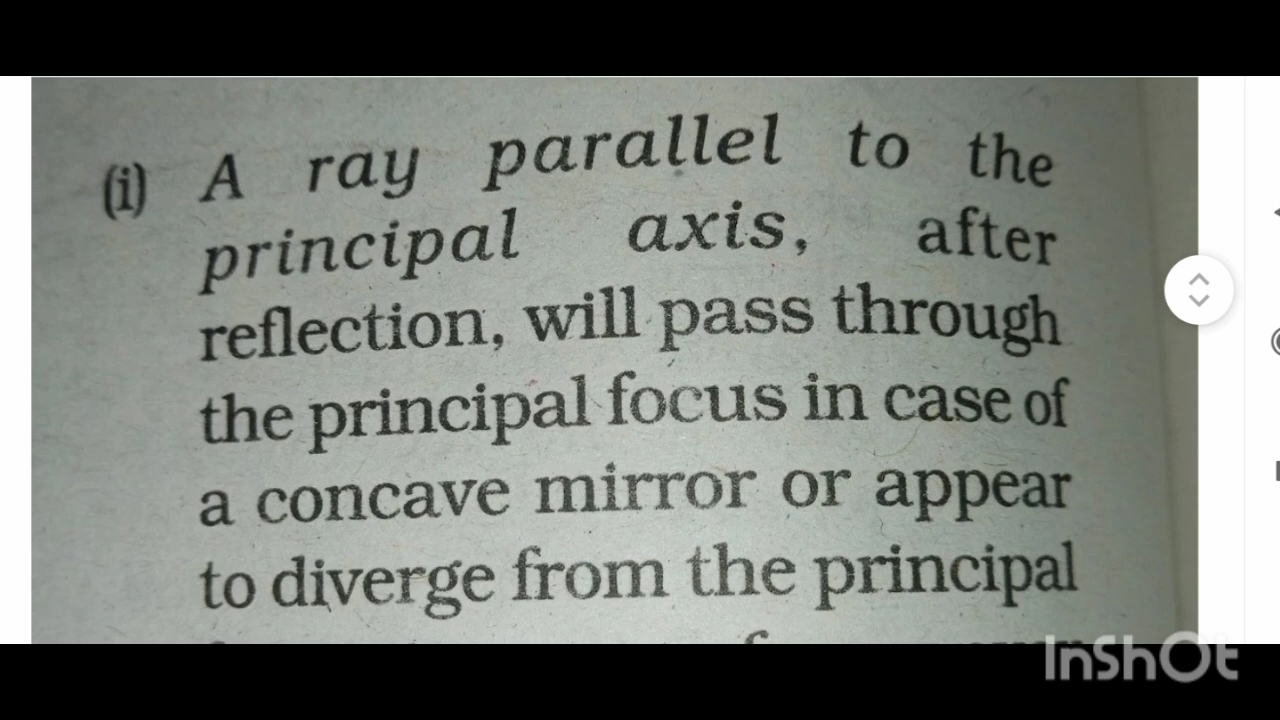 (i) A ray parallel to the
principal axis, after
reflection, will pass through
the principal focus in case of
a concave mirror or appear
to diverge from the principal
InShOt